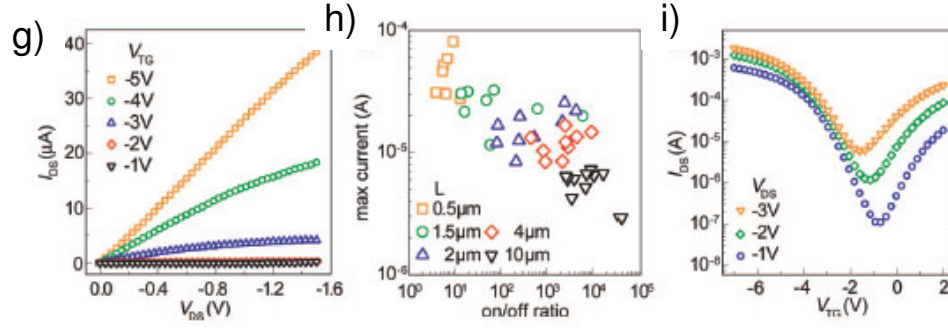 g)
40
30
20
10
0
I_DS(μA)
V_TG
-5V
-4V
-3V
-2V
-1V
0.0 -0.4 -0.8 -1.2 -1.6
V_DS(V)
h)
10^-4
10^-5
10^-6
max current (A)
L
0.5μm
1.5μm 4μm
2μm 10μm
10^0 10^1 10^2 10^3 10^4 10^5
on/off ratio
i)
10^-3
10^-4
10^-5
10^-6
10^-7
10^-8
I_DS(A)
V_DS
-3V
-2V
-1V
-6 -4 -2 0 2
V_TG(V)